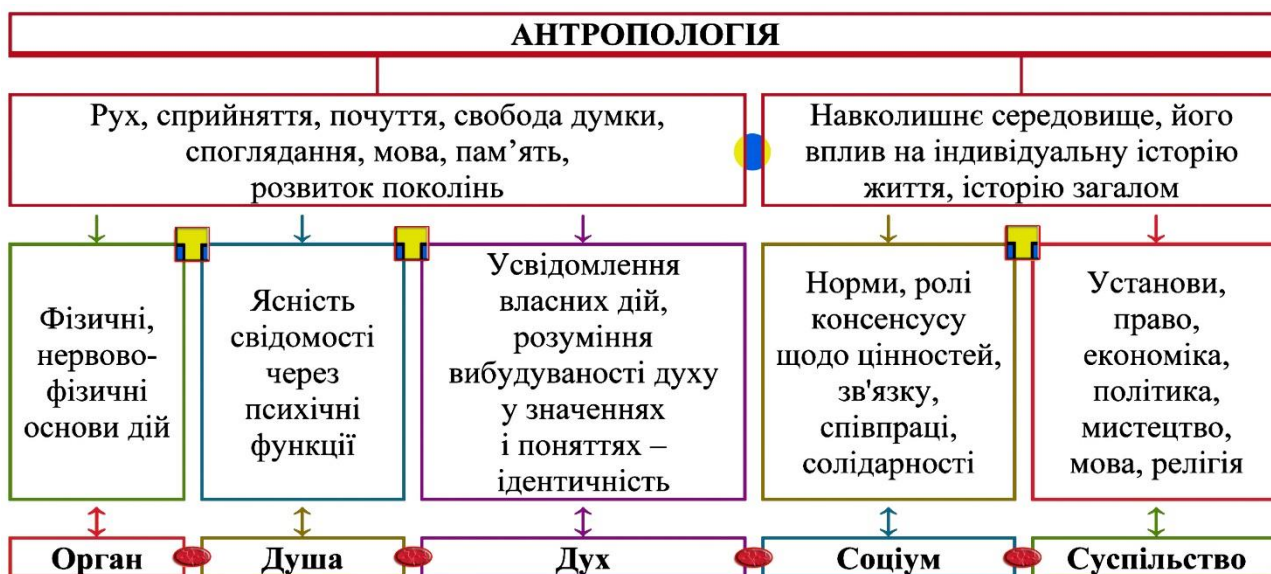 АНТРОПОЛОГІЯ
Рух, сприйняття, почуття, свобода думки,
споглядання, мова, пам’ять,
розвиток поколінь
Навколишнє середовище, його
вплив на індивідуальну історію
життя, історію загалом
Фізичні,
нервово-
фізичні
основи дій
Ясність
свідомості
через
психічні
функції
Усвідомлення
власних дій,
розуміння
вибудуваності духу
у значеннях
і поняттях –
ідентичність
Норми, ролі
консенсусу
щодо цінностей,
зв'язку,
співпраці,
солідарності
Установи,
право,
економіка,
політика,
мистецтво,
мова, релігія
Орган
Душа
Дух
Соціум
Суспільство